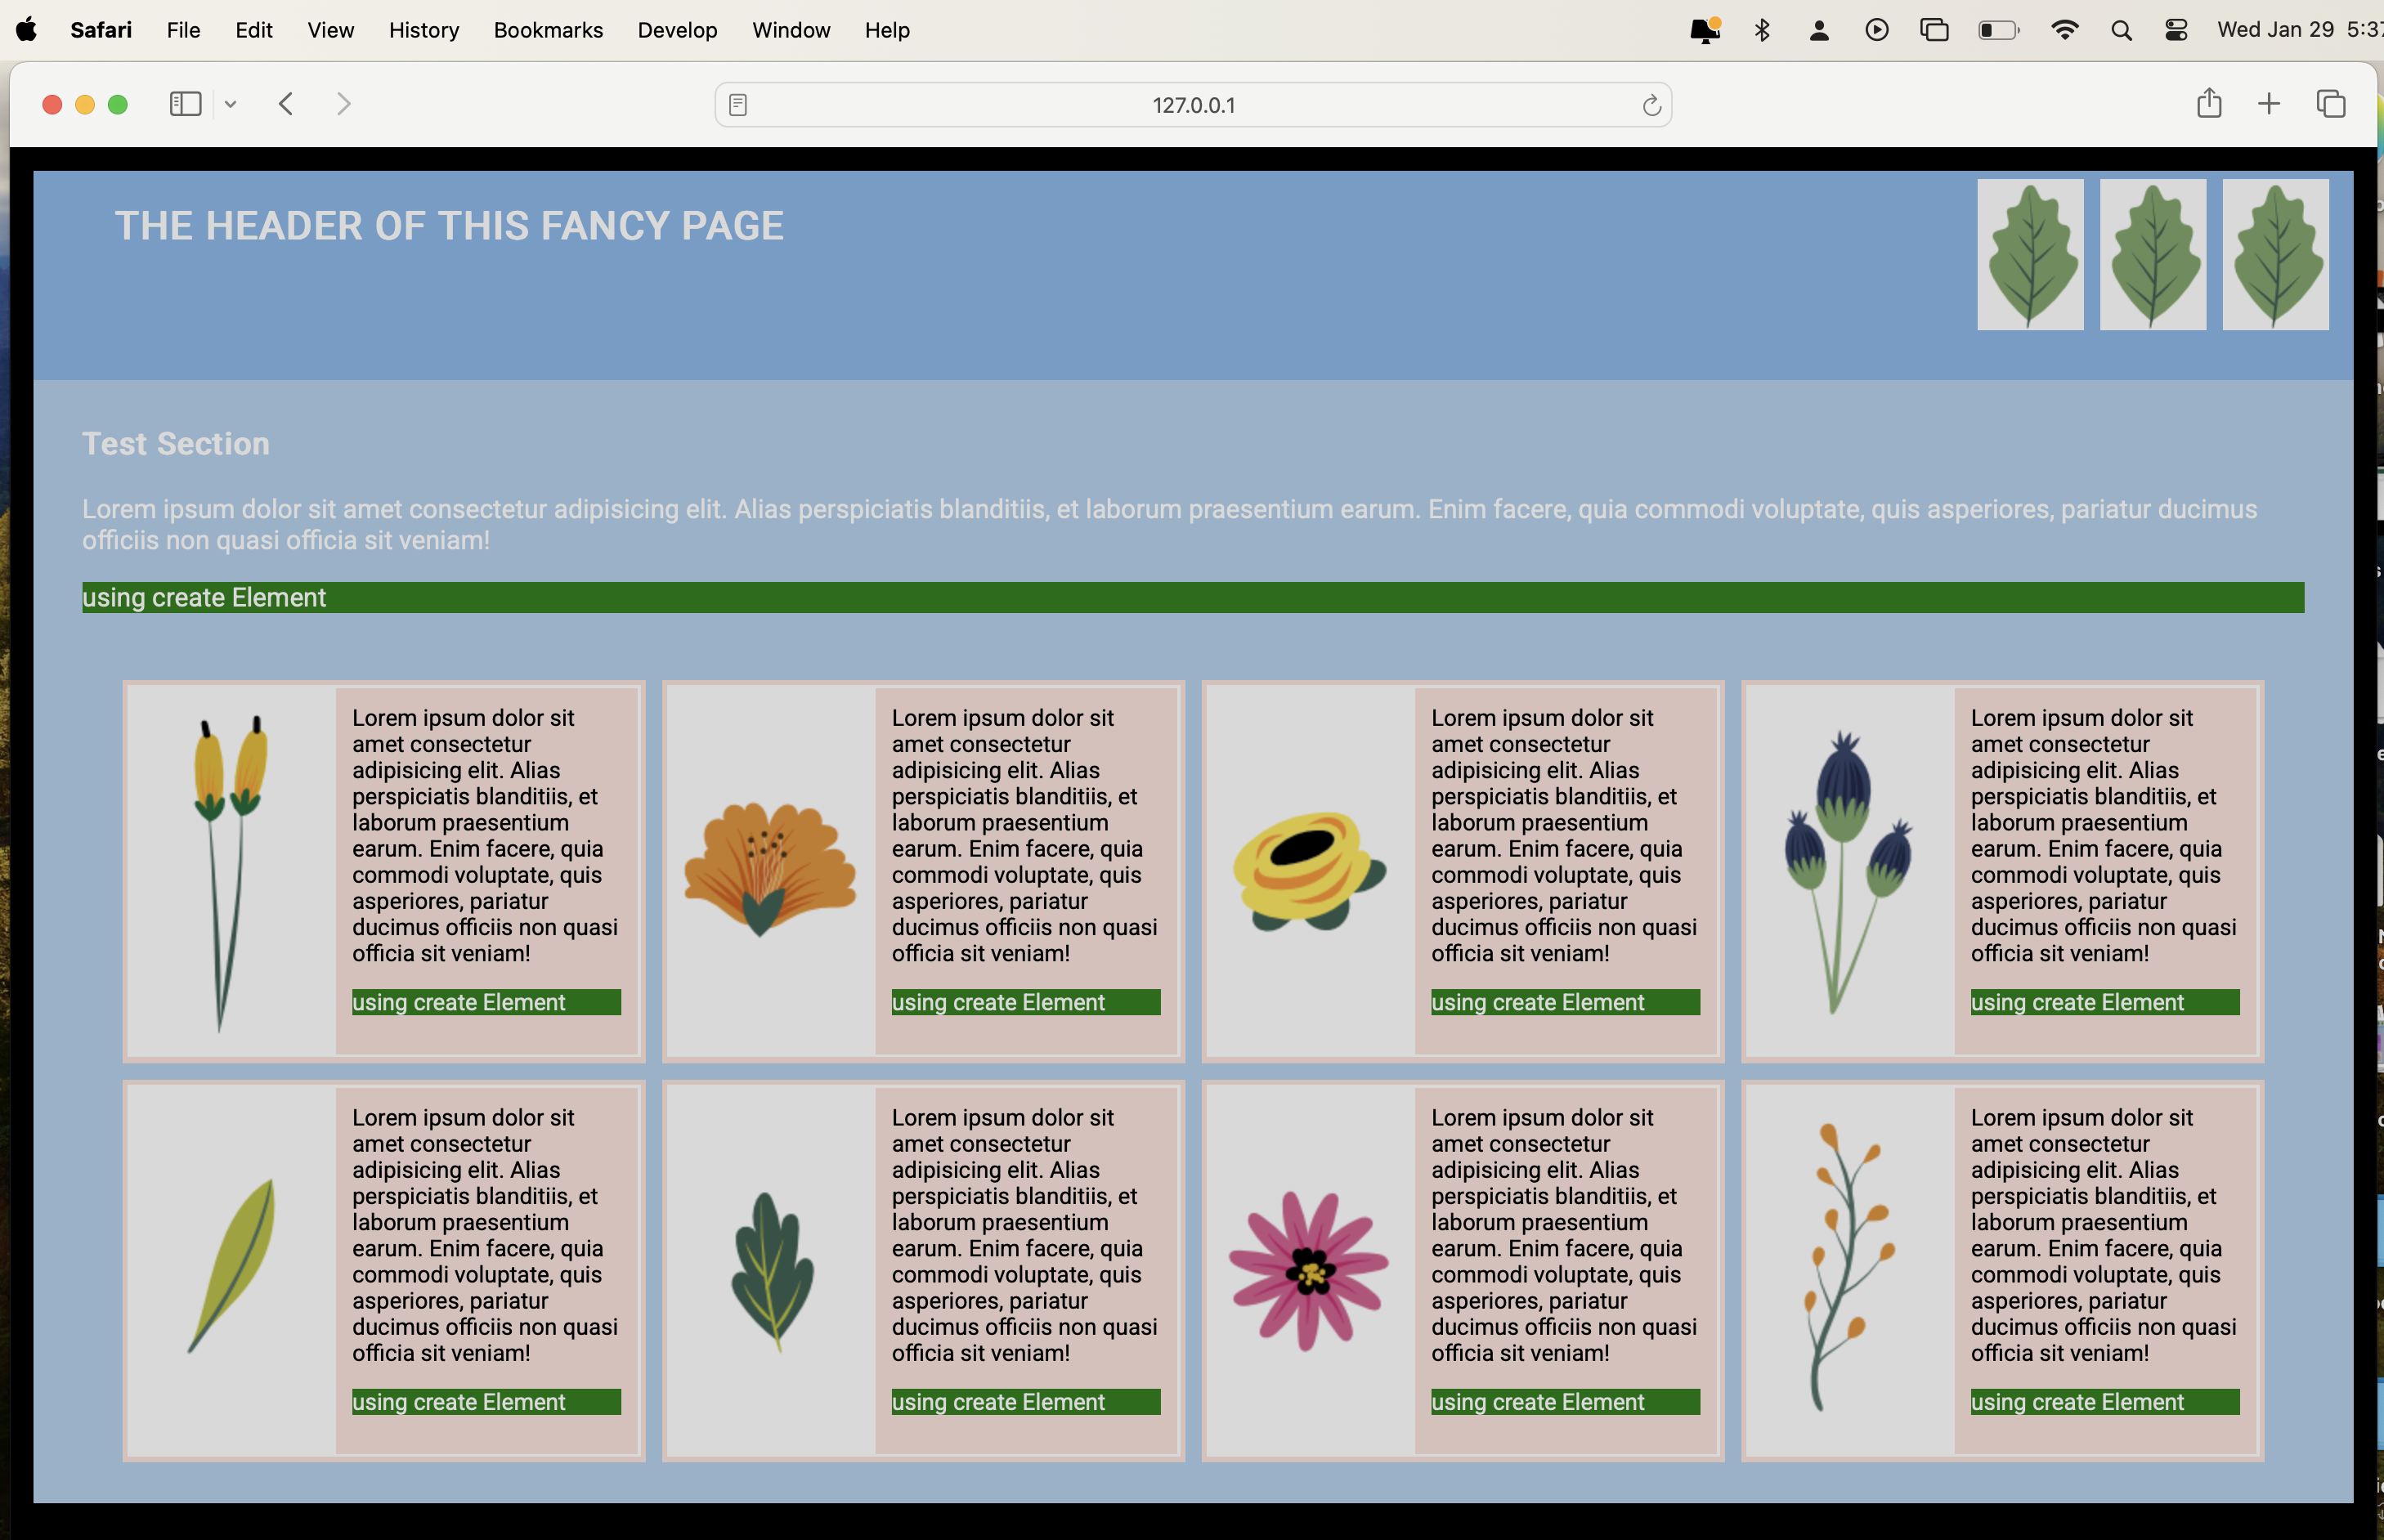 Safari File Edit View History Bookmarks Develop Window Help Wed Jan 29 5:37
127.0.0.1
THE HEADER OF THIS FANCY PAGE
Test Section
Lorem ipsum dolor sit amet consectetur adipisicing elit. Alias perspiciatis blanditiis, et laborum praesentium earum. Enim facere, quia commodi voluptate, quis asperiores, pariatur ducimus
officiis non quasi officia sit veniam!
using create Element
Lorem ipsum dolor sit
amet consectetur
adipisicing elit. Alias
perspiciatis blanditiis, et
laborum praesentium
earum. Enim facere, quia
commodi voluptate, quis
asperiores, pariatur
ducimus officiis non quasi
officia sit veniam!
using create Element
Lorem ipsum dolor sit
amet consectetur
adipisicing elit. Alias
perspiciatis blanditiis, et
laborum praesentium
earum. Enim facere, quia
commodi voluptate, quis
asperiores, pariatur
ducimus officiis non quasi
officia sit veniam!
using create Element
Lorem ipsum dolor sit
amet consectetur
adipisicing elit. Alias
perspiciatis blanditiis, et
laborum praesentium
earum. Enim facere, quia
commodi voluptate, quis
asperiores, pariatur
ducimus officiis non quasi
officia sit veniam!
using create Element
Lorem ipsum dolor sit
amet consectetur
adipisicing elit. Alias
perspiciatis blanditiis, et
laborum praesentium
earum. Enim facere, quia
commodi voluptate, quis
asperiores, pariatur
ducimus officiis non quasi
officia sit veniam!
using create Element
Lorem ipsum dolor sit
amet consectetur
adipisicing elit. Alias
perspiciatis blanditiis, et
laborum praesentium
earum. Enim facere, quia
commodi voluptate, quis
asperiores, pariatur
ducimus officiis non quasi
officia sit veniam!
using create Element
Lorem ipsum dolor sit
amet consectetur
adipisicing elit. Alias
perspiciatis blanditiis, et
laborum praesentium
earum. Enim facere, quia
commodi voluptate, quis
asperiores, pariatur
ducimus officiis non quasi
officia sit veniam!
using create Element
Lorem ipsum dolor sit
amet consectetur
adipisicing elit. Alias
perspiciatis blanditiis, et
laborum praesentium
earum. Enim facere, quia
commodi voluptate, quis
asperiores, pariatur
ducimus officiis non quasi
officia sit veniam!
using create Element
Lorem ipsum dolor sit
amet consectetur
adipisicing elit. Alias
perspiciatis blanditiis, et
laborum praesentium
earum. Enim facere, quia
commodi voluptate, quis
asperiores, pariatur
ducimus officiis non quasi
officia sit veniam!
using create Element